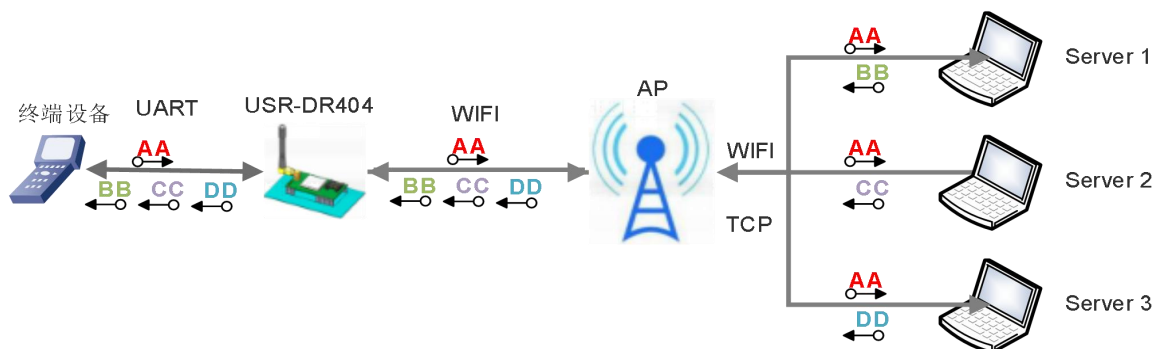 终端设备
UART
USR-DR404
WIFI
AP
AA
BB CC DD
AA
BB CC DD
WIFI
TCP
AA
BB
Server 1
AA
CC
Server 2
AA
DD
Server 3